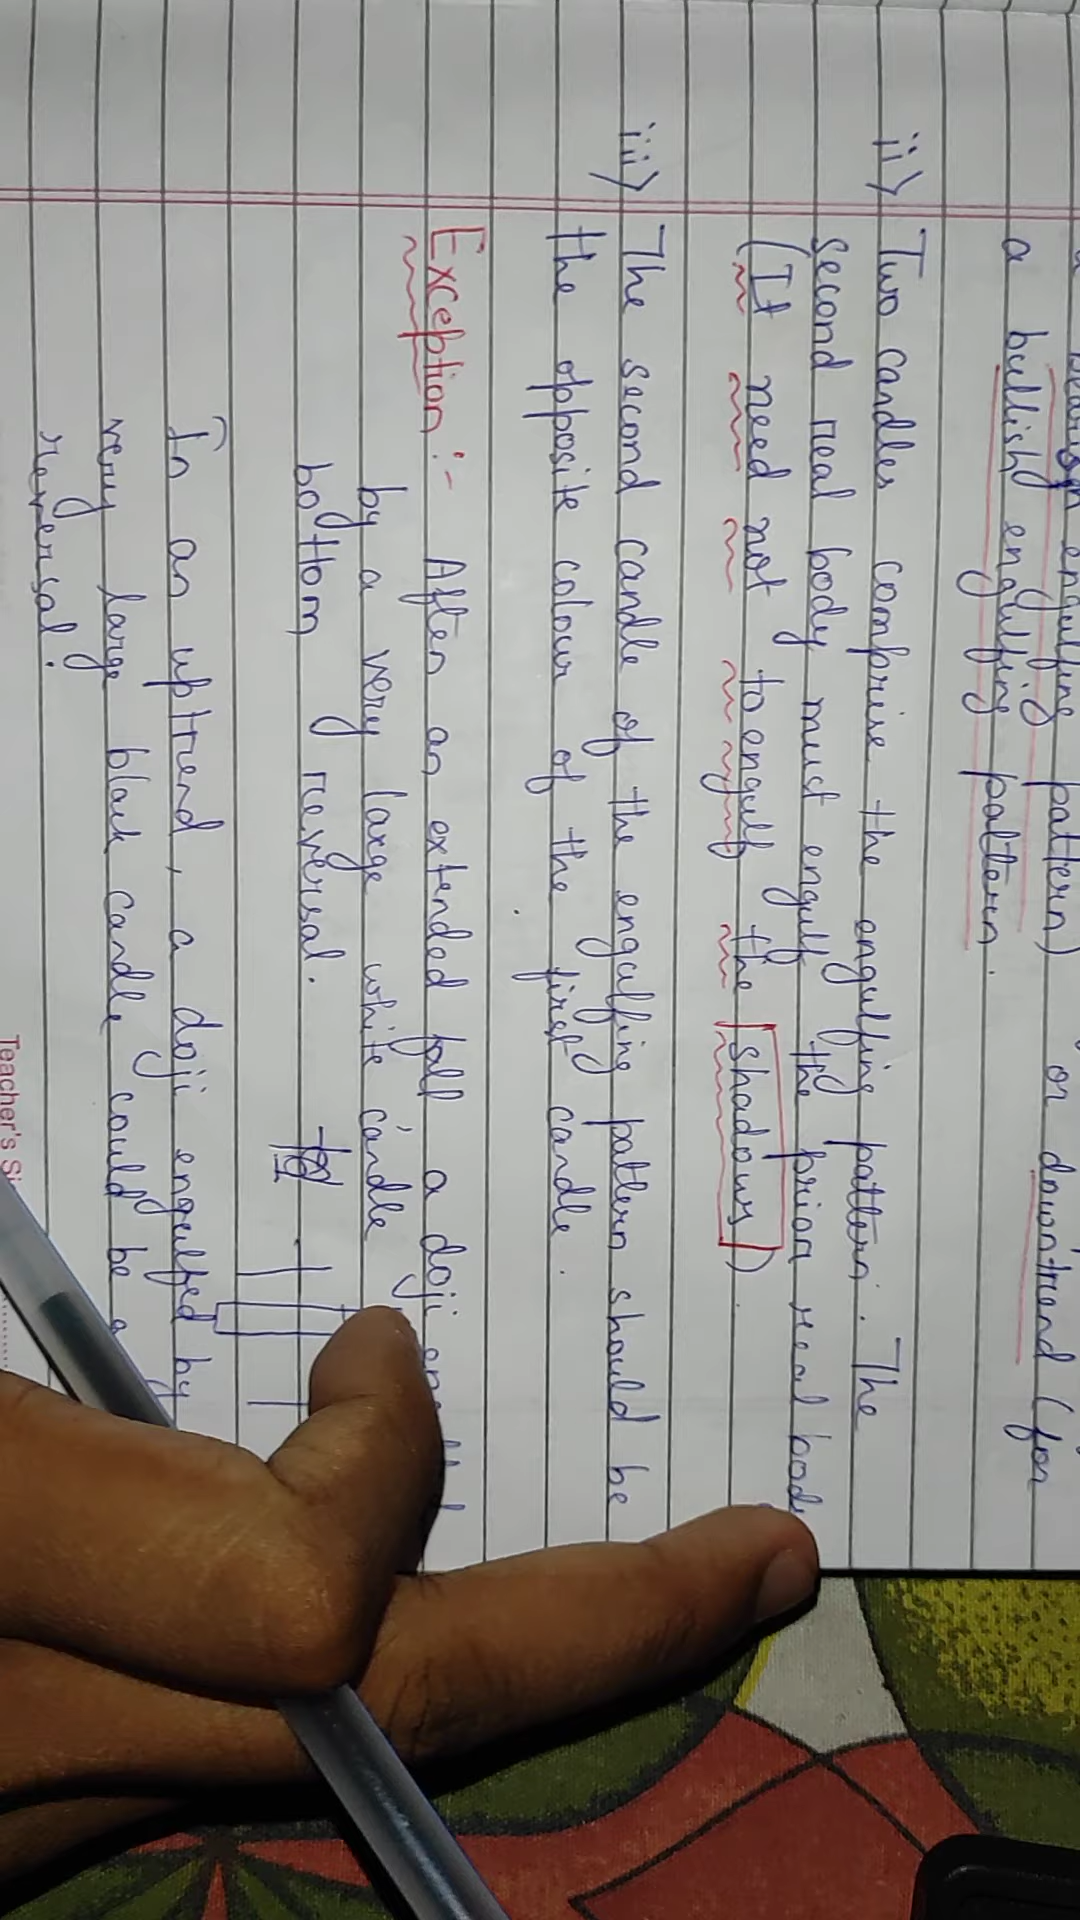 bearish engulfing pattern) or downtrend (for
a bullish engulfing pattern.
ii) Two candles comprise the engulfing pattern. The
second real body must engulf the prior real
(It need not to engulf the shadows).
iii) The second candle of the engulfing pattern should be
the opposite colour of the first candle.
Exception :- After an extended fall a doji
by a very large white candle
bottom reversal.
In an uptrend, a doji engulfed by
very large black candle could be a
reversal.
Teacher's